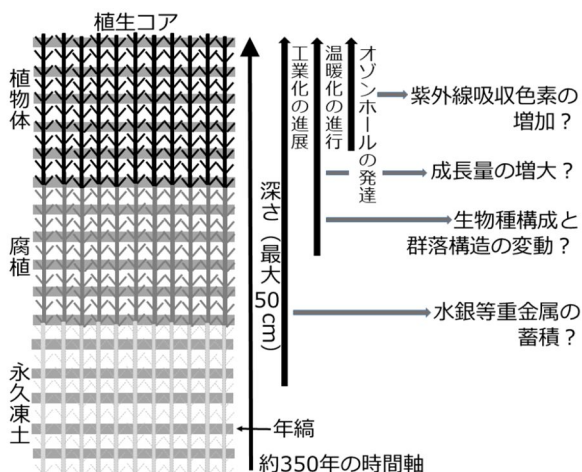 植生コア
植物体
腐植
永久凍土
深さ（最大50cm）
工業化の進展
温暖化の進行
オゾンホールの発達
紫外線吸収色素の
増加？
成長量の増大？
生物種構成と
群落構造の変動？
水銀等重金属の
蓄積？
年縞
約350年の時間軸